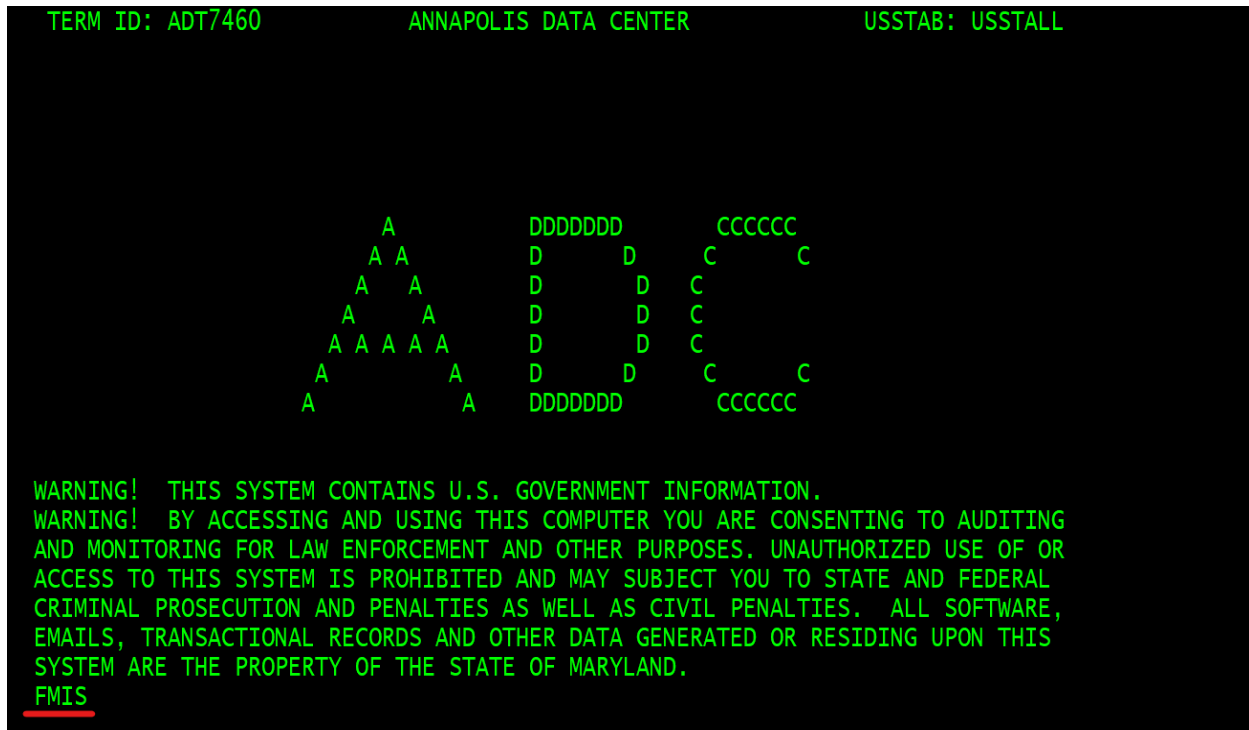 TERM ID: ADT7460 ANNAPOLIS DATA CENTER USSTAB: USSTALL
A DDDDDDD CCCCCC
A A D D C C
A A D D C
A A D D C
A A A A A D D C
A A D D C C
A A DDDDDDD CCCCCC
WARNING! THIS SYSTEM CONTAINS U.S. GOVERNMENT INFORMATION.
WARNING! BY ACCESSING AND USING THIS COMPUTER YOU ARE CONSENTING TO AUDITING
AND MONITORING FOR LAW ENFORCEMENT AND OTHER PURPOSES. UNAUTHORIZED USE OF OR
ACCESS TO THIS SYSTEM IS PROHIBITED AND MAY SUBJECT YOU TO STATE AND FEDERAL
CRIMINAL PROSECUTION AND PENALTIES AS WELL AS CIVIL PENALTIES. ALL SOFTWARE,
EMAILS, TRANSACTIONAL RECORDS AND OTHER DATA GENERATED OR RESIDING UPON THIS
SYSTEM ARE THE PROPERTY OF THE STATE OF MARYLAND.
FMIS